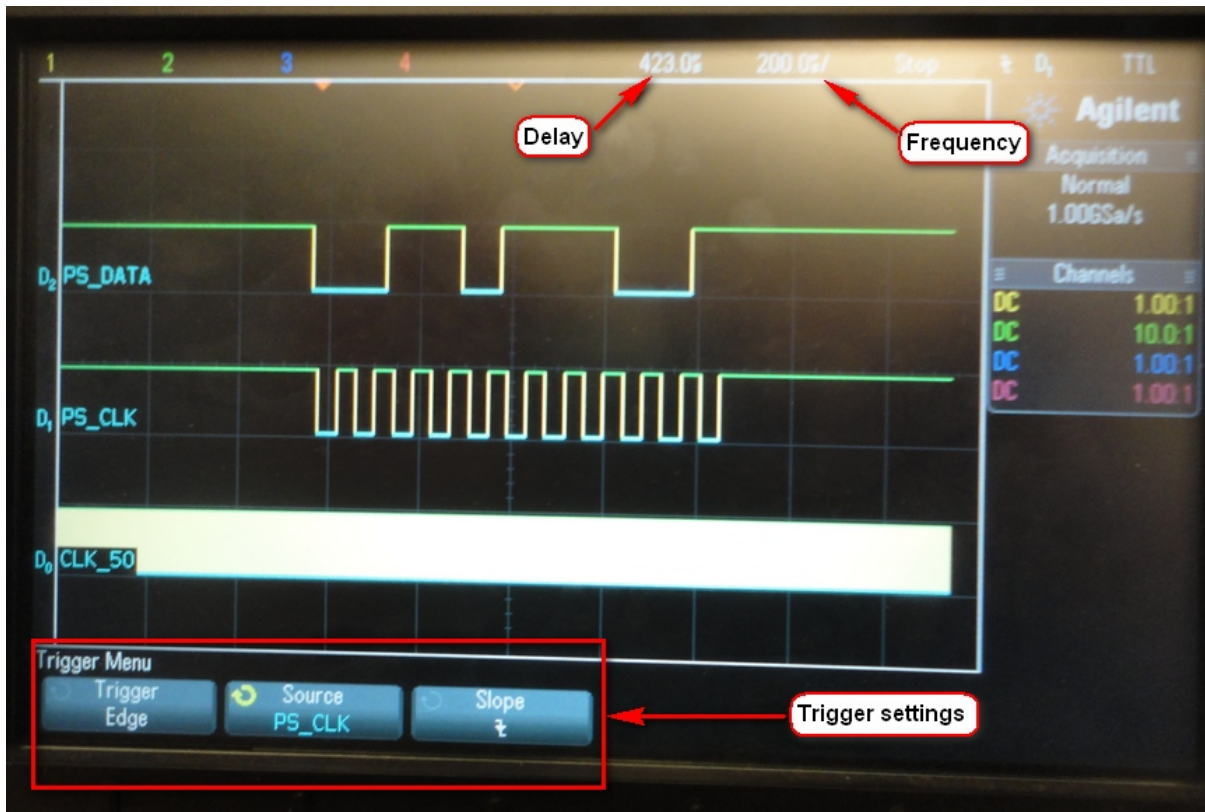 1 2 3 4 423.0us 200.0us/ Stop D1 TTL
Delay
Frequency
Agilent
Acquisition
Normal
1.00GSa/s
Channels
DC 1.00:1
DC 10.0:1
DC 1.00:1
DC 1.00:1
D2 PS_DATA
D1 PS_CLK
D0 CLK_50
Trigger Menu
Trigger
Edge
Source
PS_CLK
Slope
Trigger settings